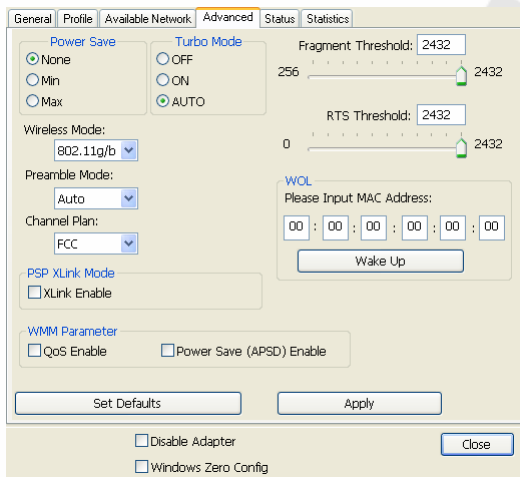 General Profile Available Network Advanced Status Statistics
Power Save
None
Min
Max
Turbo Mode
OFF
ON
AUTO
Fragment Threshold: 2432
256 2432
RTS Threshold: 2432
0 2432
Wireless Mode:
802.11g/b
Preamble Mode:
Auto
Channel Plan:
FCC
WOL
Please Input MAC Address:
00 : 00 : 00 : 00 : 00 : 00
Wake Up
PSP XLink Mode
XLink Enable
WMM Parameter
QoS Enable Power Save (APSD) Enable
Set Defaults Apply
Disable Adapter
Close
Windows Zero Config